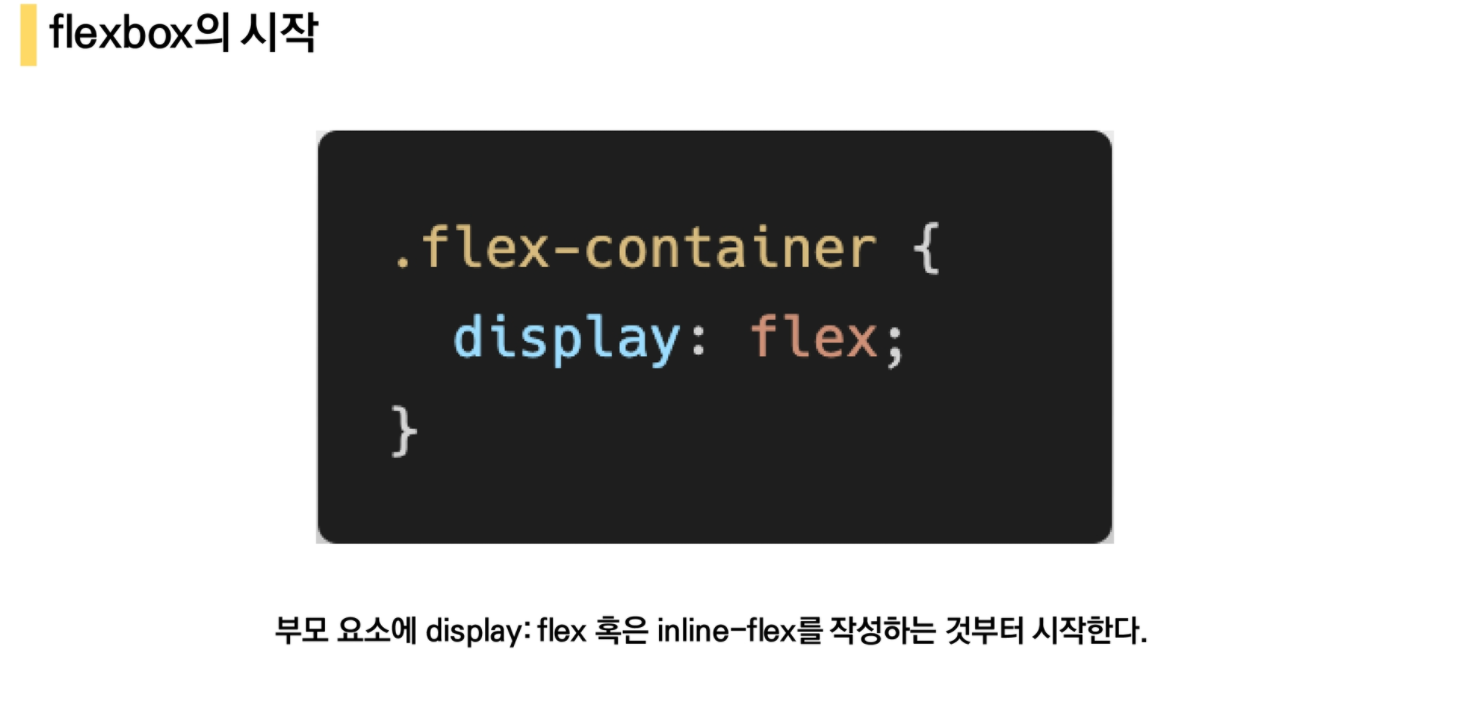 flexbox의 시작
.flex-container {
display: flex;
}
부모 요소에 display: flex 혹은 inline-flex를 작성하는 것부터 시작한다.